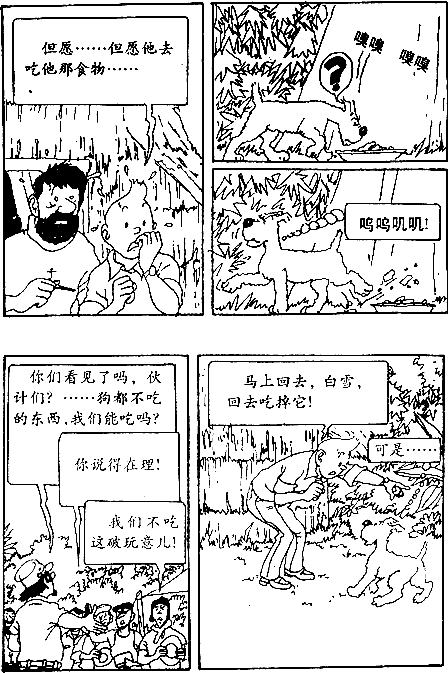 但愿……但愿他去
吃他那食物……
嗅嗅
嗅嗅
?
呜呜叽叽!
你们看见了吗,伙
计们?……狗都不吃
的东西,我们能吃吗?
你说得在理!
我们不吃
这破玩意儿!
马上回去,白雪,
回去吃掉它!
可是……